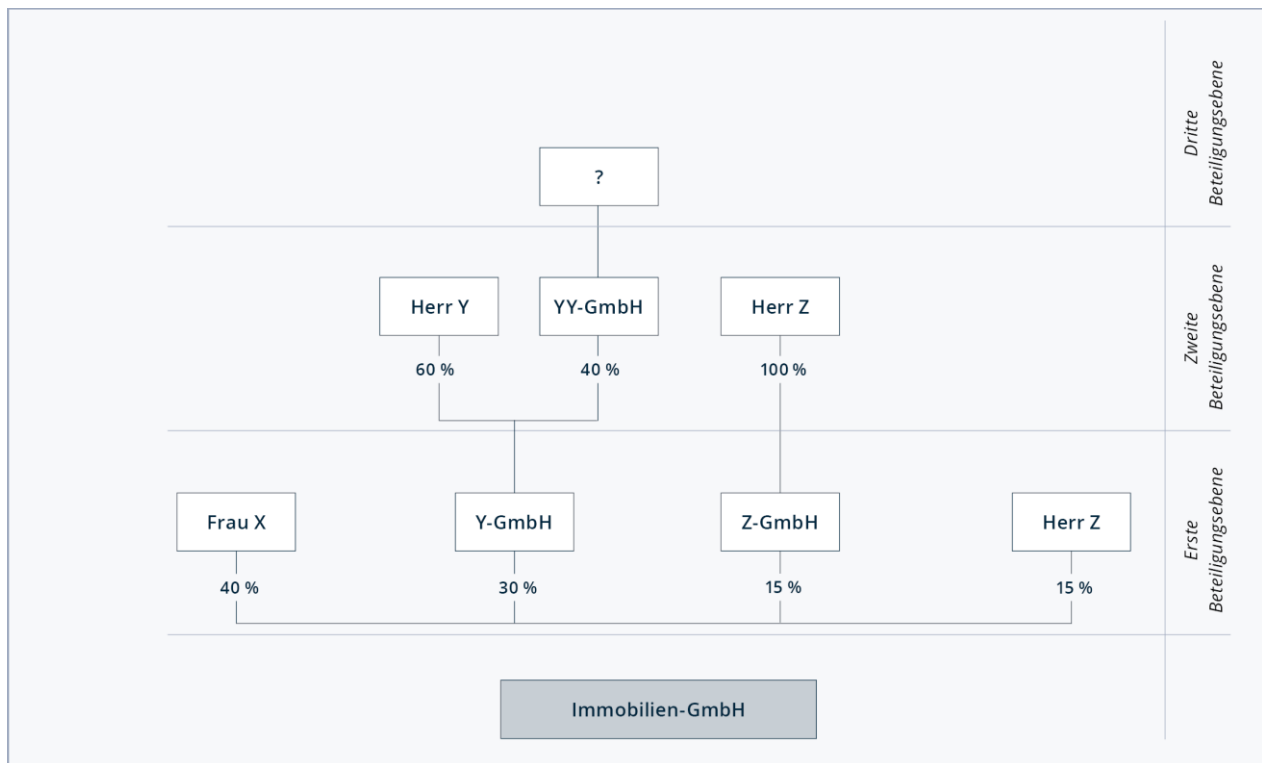 ?
Herr Y
YY-GmbH
Herr Z
60 %
40 %
100 %
Frau X
Y-GmbH
Z-GmbH
Herr Z
40 %
30 %
15 %
15 %
Immobilien-GmbH
Dritte
Beteiligungsebene
Zweite
Beteiligungsebene
Erste
Beteiligungsebene